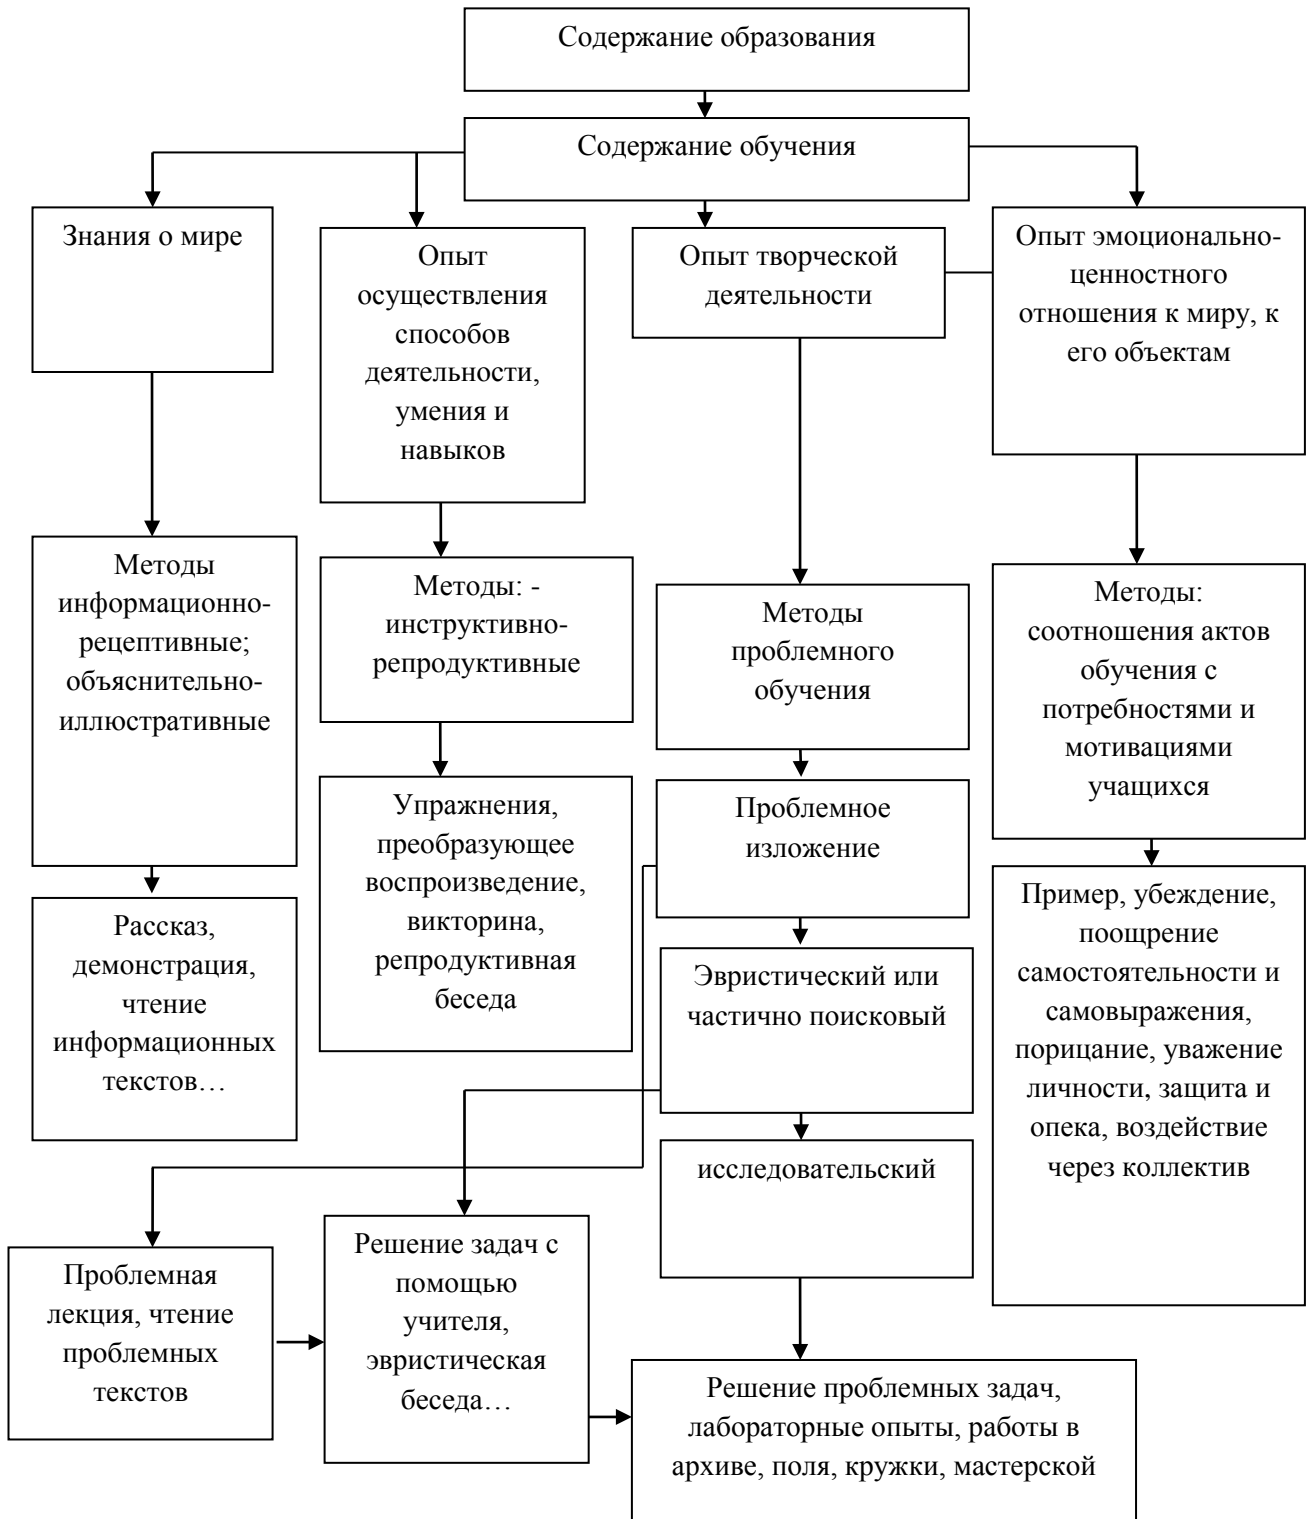 Содержание образования
Содержание обучения
Знания о мире
Опыт
осуществления
способов
деятельности,
умения и
навыков
Опыт творческой
деятельности
Опыт эмоционально-
ценностного
отношения к миру, к
его объектам
Методы
информационно-
рецептивные;
объяснительно-
иллюстративные
Методы: -
инструктивно-
репродуктивные
Методы
проблемного
обучения
Методы:
соотношения актов
обучения с
потребностями и
мотивациями
учащихся
Рассказ,
демонстрация,
чтение
информационных
текстов…
Упражнения,
преобразующее
воспроизведение,
викторина,
репродуктивная
беседа
Проблемное
изложение
Пример, убеждение,
поощрение
самостоятельности и
самовыражения,
порицание, уважение
личности, защита и
опека, воздействие
через коллектив
Эвристический или
частично поисковый
исследовательский
Проблемная
лекция, чтение
проблемных
текстов
Решение задач с
помощью
учителя,
эвристическая
беседа…
Решение проблемных задач,
лабораторные опыты, работы в
архиве, поля, кружки, мастерской